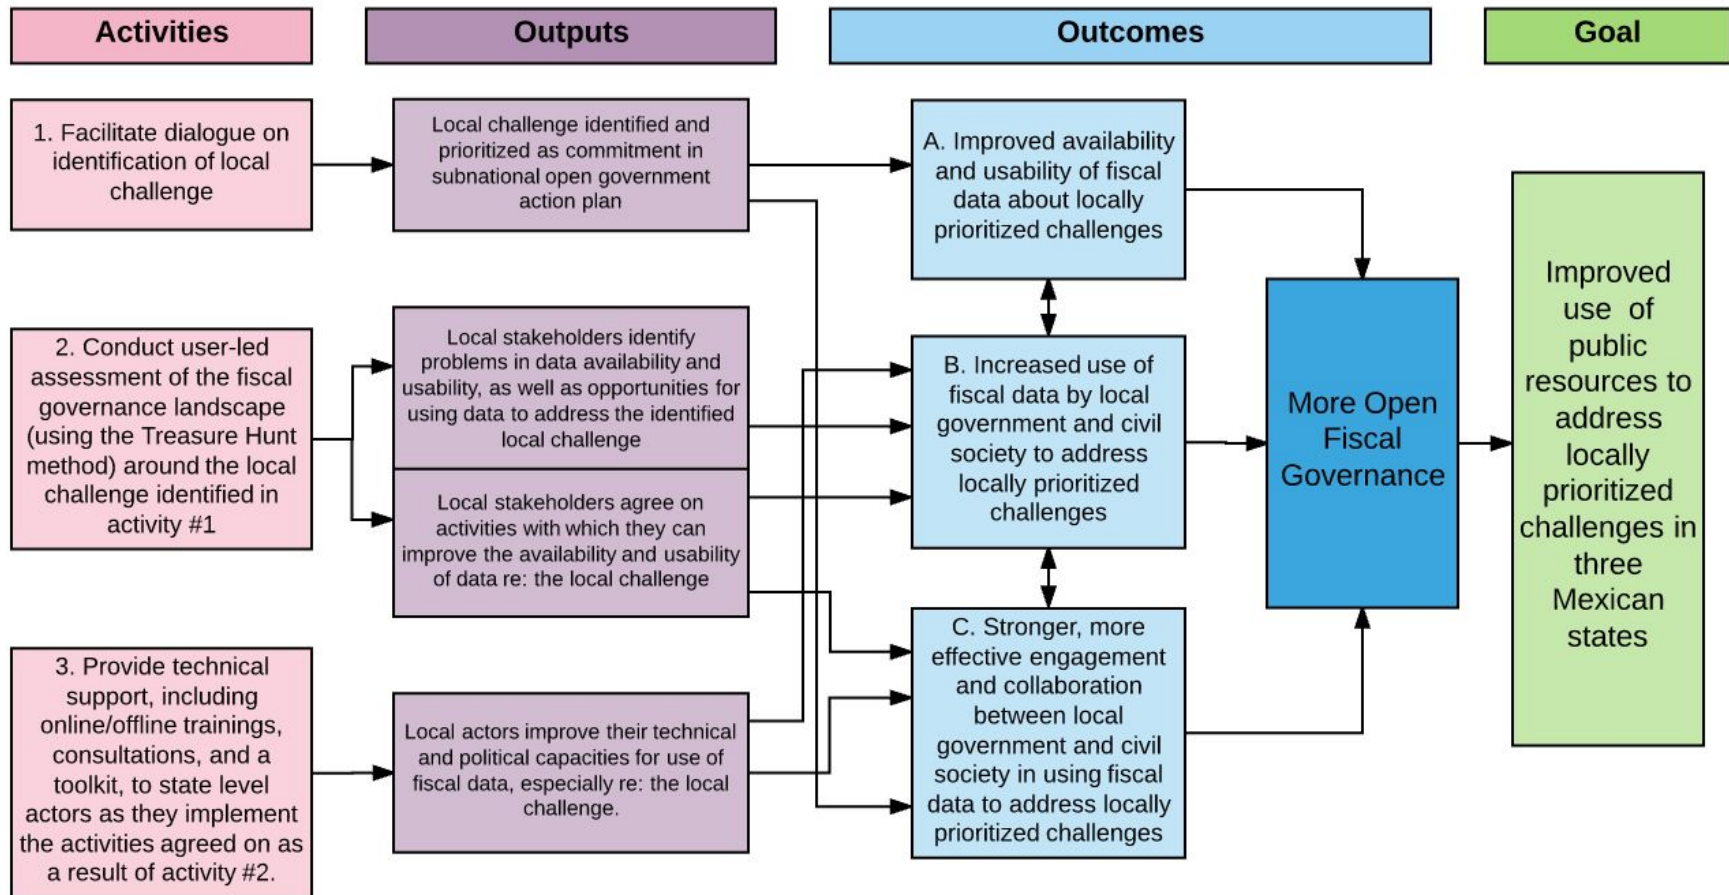 Activities
Outputs
Outcomes
Goal
1. Facilitate dialogue on
identification of local
challenge
Local challenge identified and
prioritized as commitment in
subnational open government
action plan
A. Improved availability
and usability of fiscal
data about locally
prioritized challenges
2. Conduct user-led
assessment of the fiscal
governance landscape
(using the Treasure Hunt
method) around the local
challenge identified in
activity #1
Local stakeholders identify
problems in data availability and
usability, as well as opportunities for
using data to address the identified
local challenge
Local stakeholders agree on
activities with which they can
improve the availability and usability
of data re: the local challenge
B. Increased use of
fiscal data by local
government and civil
society to address
locally prioritized
challenges
3. Provide technical
support, including
online/offline trainings,
consultations, and a
toolkit, to state level
actors as they implement
the activities agreed on as
a result of activity #2.
Local actors improve their technical
and political capacities for use of
fiscal data, especially re: the local
challenge.
C. Stronger, more
effective engagement
and collaboration
between local
government and civil
society in using fiscal
data to address locally
prioritized challenges
More Open
Fiscal
Governance
Improved
use of
public
resources to
address
locally
prioritized
challenges in
three
Mexican
states